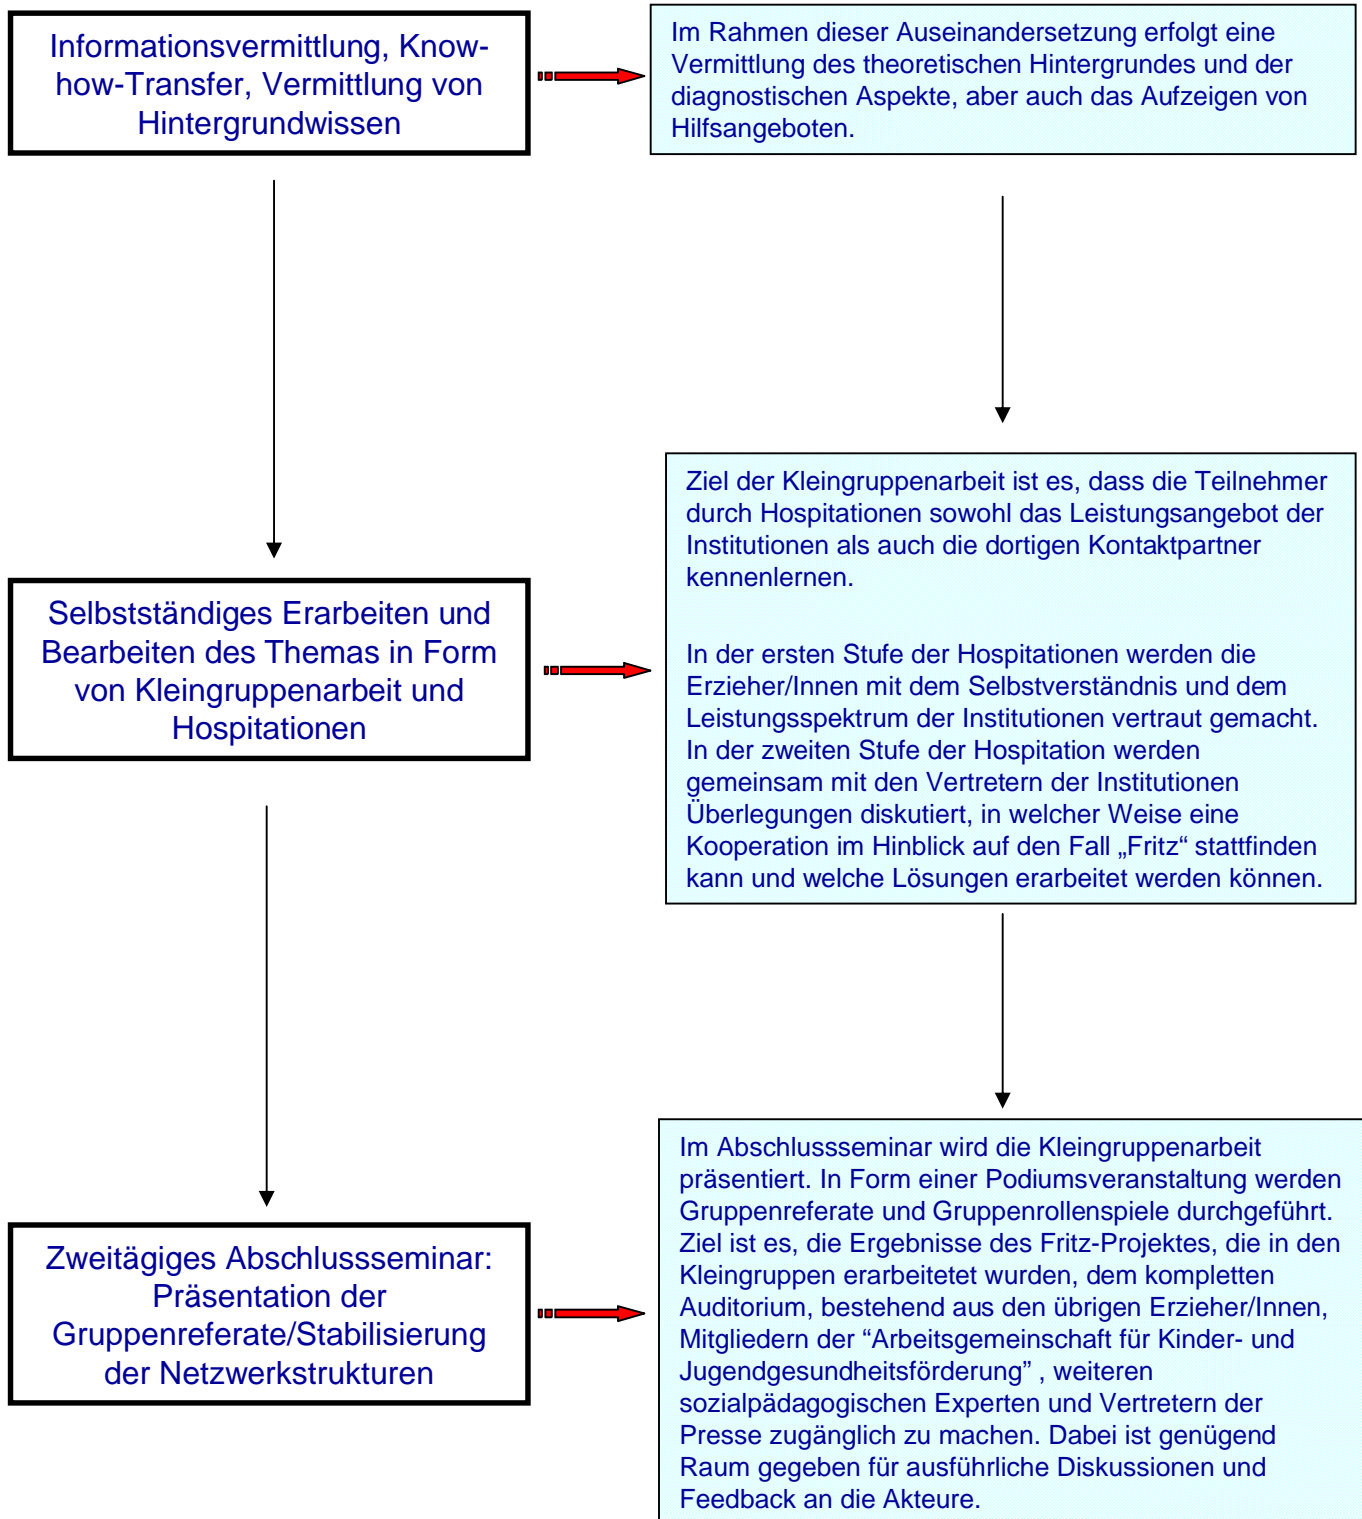 Informationsvermittlung, Know-
how-Transfer, Vermittlung von
Hintergrundwissen
Im Rahmen dieser Auseinandersetzung erfolgt eine
Vermittlung des theoretischen Hintergrundes und der
diagnostischen Aspekte, aber auch das Aufzeigen von
Hilfsangeboten.
Selbstständiges Erarbeiten und
Bearbeiten des Themas in Form
von Kleingruppenarbeit und
Hospitationen
Ziel der Kleingruppenarbeit ist es, dass die Teilnehmer
durch Hospitationen sowohl das Leistungsangebot der
Institutionen als auch die dortigen Kontaktpartner
kennenlernen.
In der ersten Stufe der Hospitationen werden die
Erzieher/Innen mit dem Selbstverständnis und dem
Leistungsspektrum der Institutionen vertraut gemacht.
In der zweiten Stufe der Hospitation werden
gemeinsam mit den Vertretern der Institutionen
Überlegungen diskutiert, in welcher Weise eine
Kooperation im Hinblick auf den Fall „Fritz“ stattfinden
kann und welche Lösungen erarbeitet werden können.
Zweitägiges Abschlussseminar:
Präsentation der
Gruppenreferate/Stabilisierung
der Netzwerkstrukturen
Im Abschlussseminar wird die Kleingruppenarbeit
präsentiert. In Form einer Podiumsveranstaltung werden
Gruppenreferate und Gruppenrollenspiele durchgeführt.
Ziel ist es, die Ergebnisse des Fritz-Projektes, die in den
Kleingruppen erarbeitetet wurden, dem kompletten
Auditorium, bestehend aus den übrigen Erzieher/Innen,
Mitgliedern der “Arbeitsgemeinschaft für Kinder- und
Jugendgesundheitsförderung” , weiteren
sozialpädagogischen Experten und Vertretern der
Presse zugänglich zu machen. Dabei ist genügend
Raum gegeben für ausführliche Diskussionen und
Feedback an die Akteure.